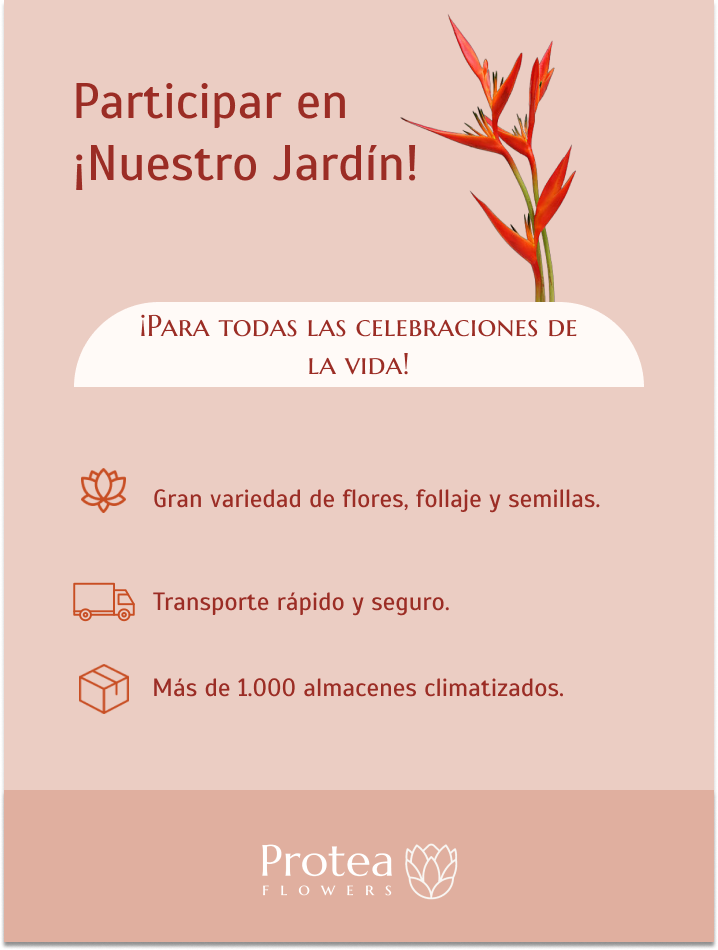 Participar en
¡Nuestro Jardín!
¡Para todas las celebraciones de
la vida!
Gran variedad de flores, follaje y semillas.
Transporte rápido y seguro.
Más de 1.000 almacenes climatizados.
Protea
FLOWERS